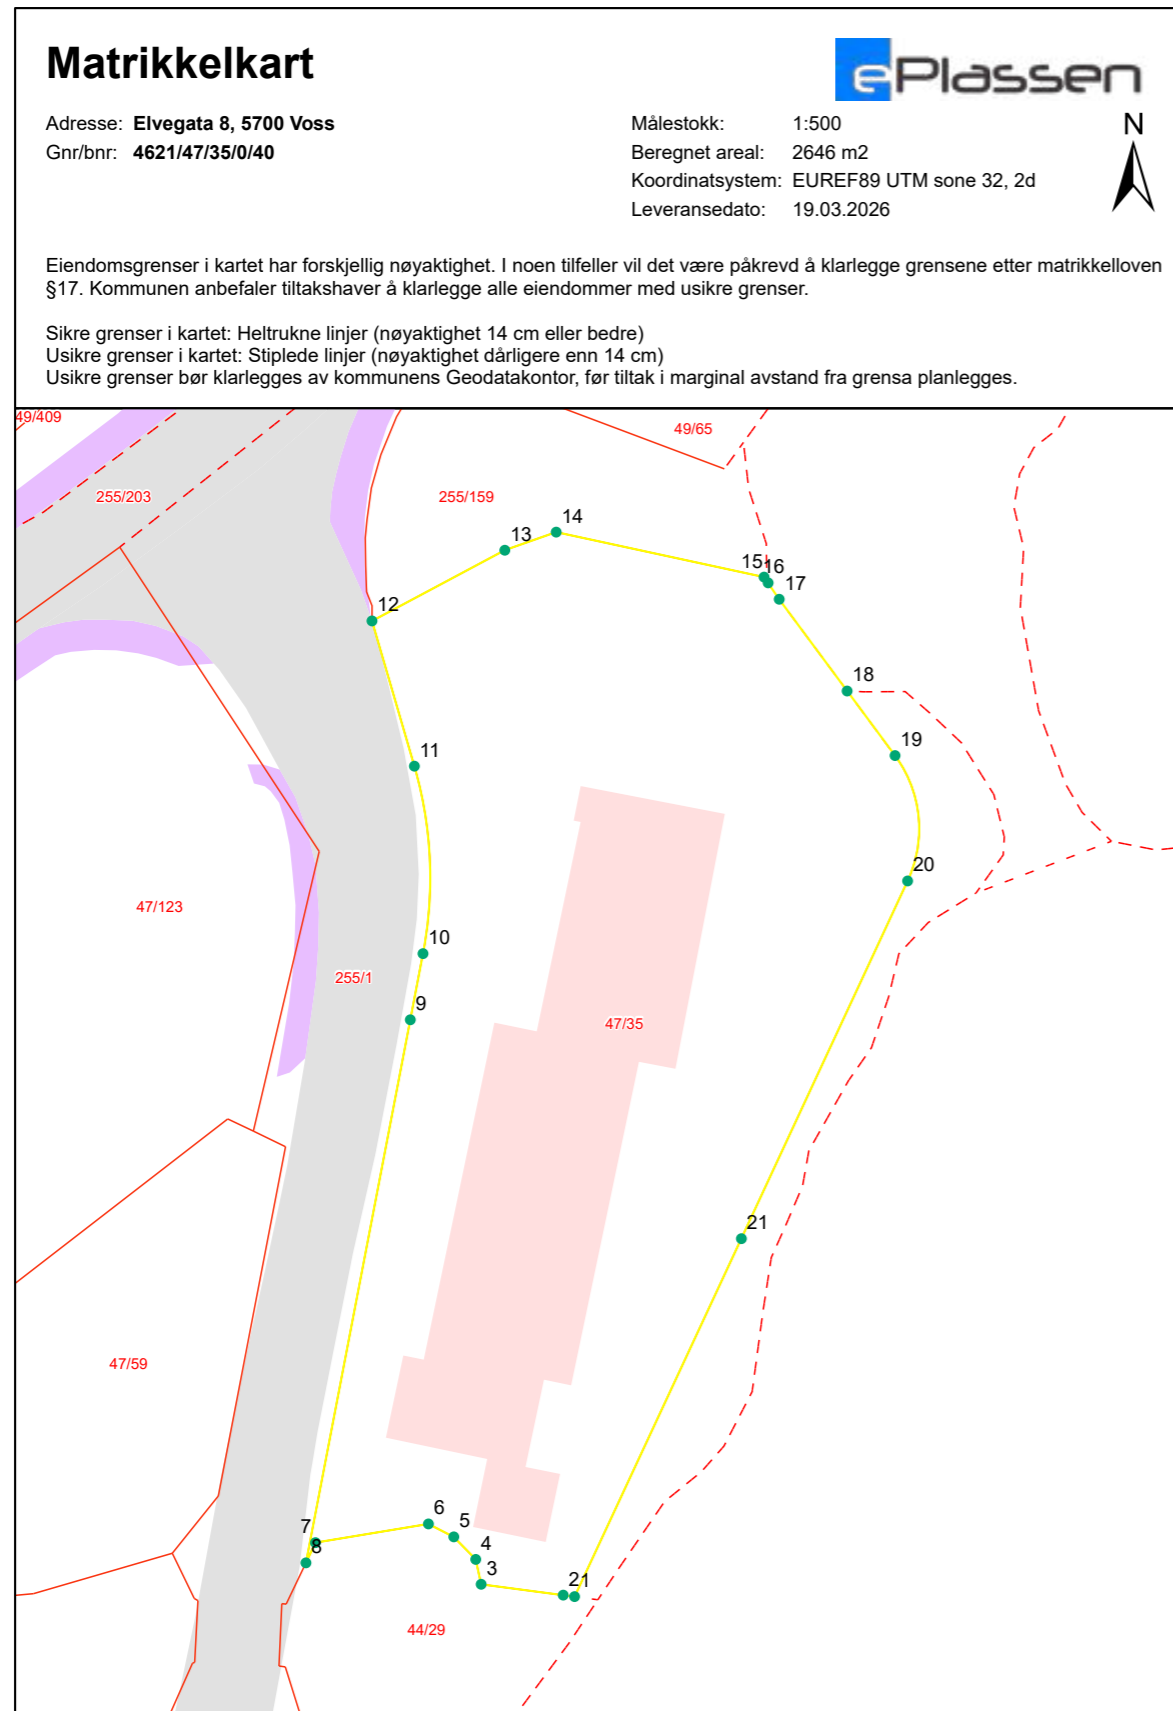 Matrikkelkart
ePlassen
Adresse: Elvegata 8, 5700 Voss
Gnr/bnr: 4621/47/35/0/40
Målestokk: 1:500
Beregnet areal: 2646 m2
Koordinatsystem: EUREF89 UTM sone 32, 2d
Leveransedato: 19.03.2026
N
Eiendomsgrenser i kartet har forskjellig nøyaktighet. I noen tilfeller vil det være påkrevd å klarlegge grensene etter matrikkelloven
§17. Kommunen anbefaler tiltakshaver å klarlegge alle eiendommer med usikre grenser.
Sikre grenser i kartet: Heltrukne linjer (nøyaktighet 14 cm eller bedre)
Usikre grenser i kartet: Stiplede linjer (nøyaktighet dårligere enn 14 cm)
Usikre grenser bør klarlegges av kommunens Geodatakontor, før tiltak i marginal avstand fra grensa planlegges.
49/409
49/65
255/203
255/159
14
13
15
16
17
12
18
19
11
20
47/123
10
255/1
9
47/35
21
47/59
6
7
5
8
4
3
21
44/29